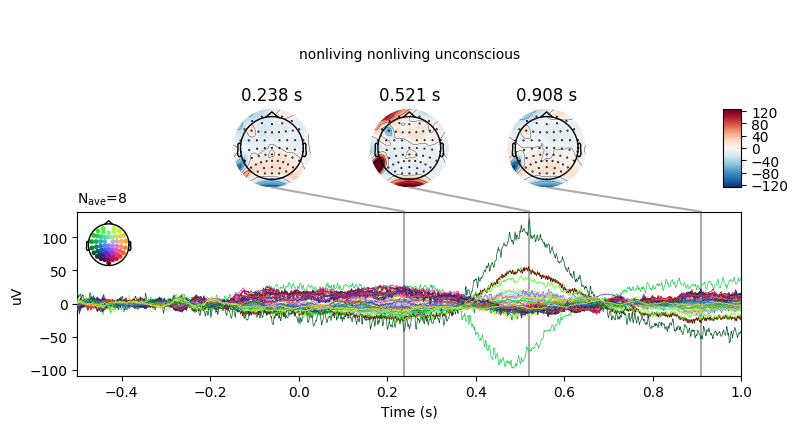 nonliving nonliving unconscious
0.238 s
0.521 s
0.908 s
120
80
40
0
−40
−80
−120
Nave=8
100
50
0
−50
−100
uV
−0.4 −0.2 0.0 0.2 0.4 0.6 0.8 1.0
Time (s)